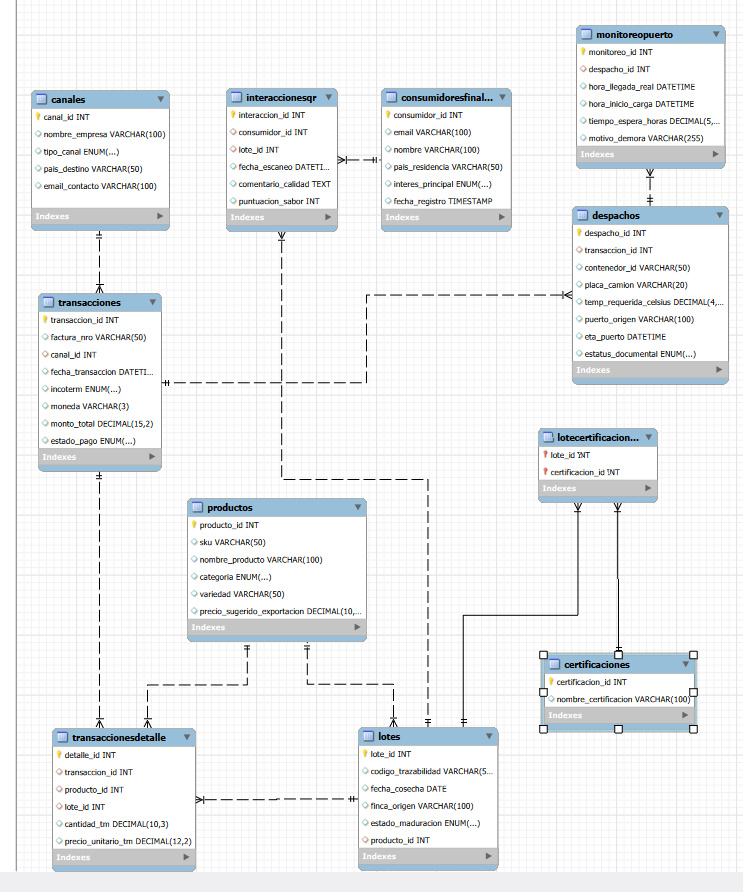 monitoreopuerto
monitoreo_id INT
despacho_id INT
hora_llegada_real DATETIME
hora_inicio_carga DATETIME
tiempo_espera_horas DECIMAL(5,...
motivo_demora VARCHAR(255)
Indexes
canales
canal_id INT
nombre_empresa VARCHAR(100)
tipo_canal ENUM(...)
pais_destino VARCHAR(50)
email_contacto VARCHAR(100)
Indexes
interaccionesqr
interaccion_id INT
consumidor_id INT
lote_id INT
fecha_escaneo DATETI...
comentario_calidad TEXT
puntuacion_sabor INT
Indexes
consumidoresfinal...
consumidor_id INT
email VARCHAR(100)
nombre VARCHAR(100)
pais_residencia VARCHAR(50)
interes_principal ENUM(...)
fecha_registro TIMESTAMP
Indexes
despachos
despacho_id INT
transaccion_id INT
contenedor_id VARCHAR(50)
placa_camion VARCHAR(20)
temp_requerida_celsius DECIMAL(4,...
puerto_origen VARCHAR(100)
eta_puerto DATETIME
estatus_documental ENUM(...)
Indexes
transacciones
transaccion_id INT
factura_nro VARCHAR(50)
canal_id INT
fecha_transaccion DATETI...
incoterm ENUM(...)
moneda VARCHAR(3)
monto_total DECIMAL(15,2)
estado_pago ENUM(...)
Indexes
lotecertificacion...
lote_id INT
certificacion_id INT
Indexes
productos
producto_id INT
sku VARCHAR(50)
nombre_producto VARCHAR(100)
categoria ENUM(...)
variedad VARCHAR(50)
precio_sugerido_exportacion DECIMAL(10,...
Indexes
certificaciones
certificacion_id INT
nombre_certificacion VARCHAR(100)
Indexes
transaccionesdetalle
detalle_id INT
transaccion_id INT
producto_id INT
lote_id INT
cantidad_tm DECIMAL(10,3)
precio_unitario_tm DECIMAL(12,2)
Indexes
lotes
lote_id INT
codigo_trazabilidad VARCHAR(5...
fecha_cosecha DATE
finca_origen VARCHAR(100)
estado_maduracion ENUM(...)
producto_id INT
Indexes